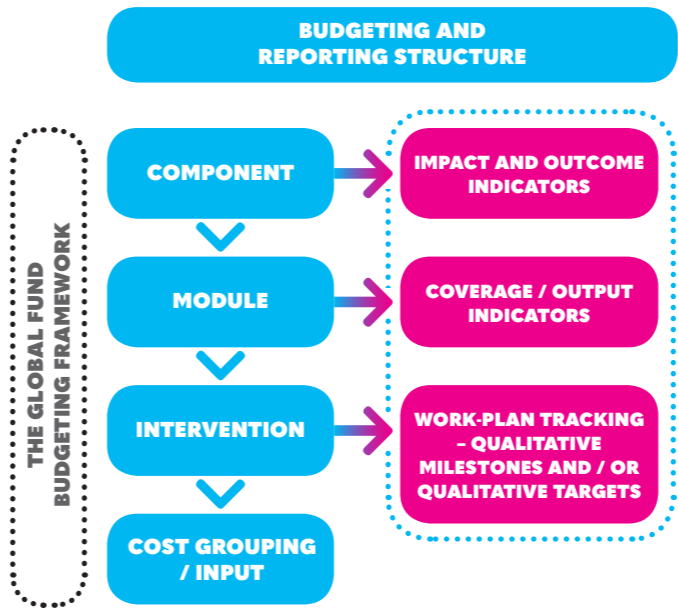 BUDGETING AND
REPORTING STRUCTURE
THE GLOBAL FUND
BUDGETING FRAMEWORK
COMPONENT
IMPACT AND OUTCOME
INDICATORS
MODULE
COVERAGE / OUTPUT
INDICATORS
INTERVENTION
WORK-PLAN TRACKING
– QUALITATIVE
MILESTONES AND / OR
QUALITATIVE TARGETS
COST GROUPING
/ INPUT